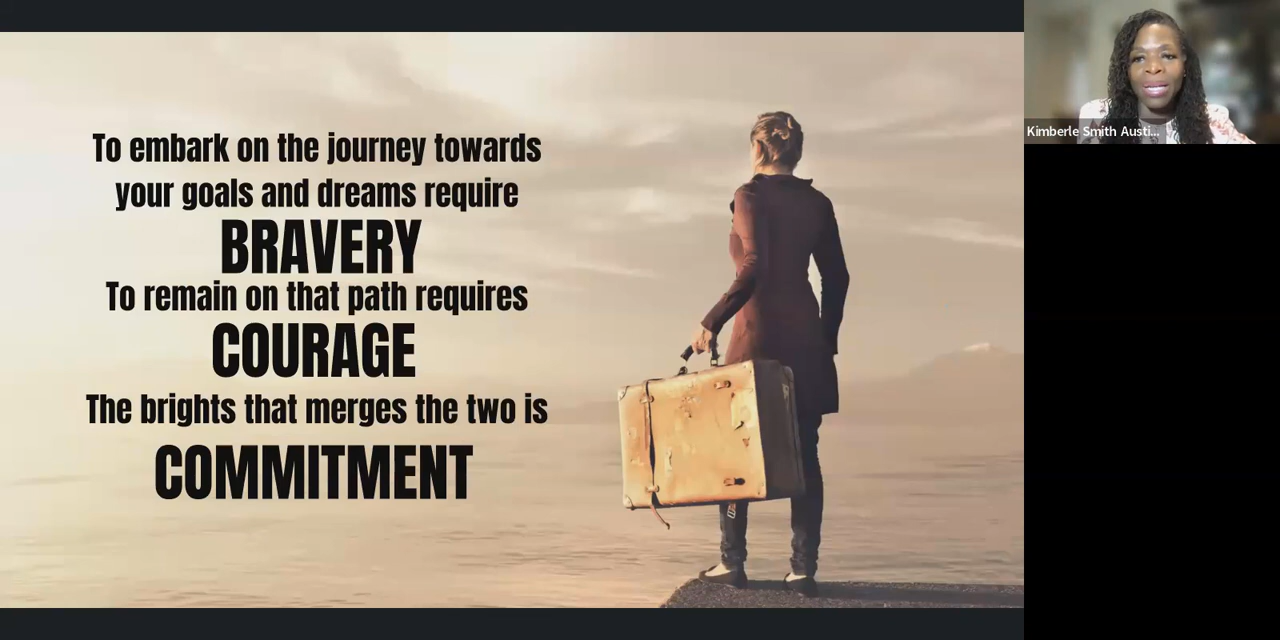 To embark on the journey towards
your goals and dreams require
BRAVERY
To remain on that path requires
COURAGE
The brights that merges the two is
COMMITMENT
Kimberle Smith Austi...